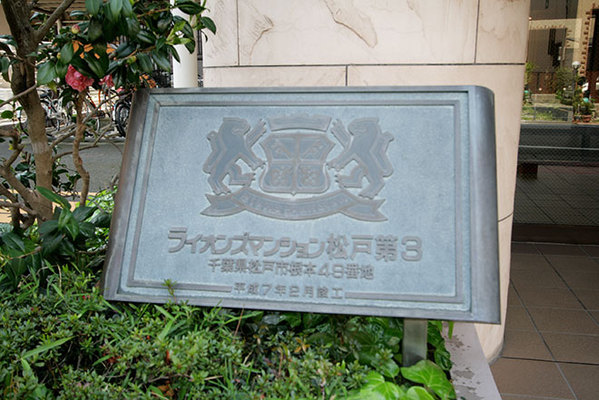 ライオンズマンション松戸第3
千葉県松戸市根本48番地
平成7年2月竣工